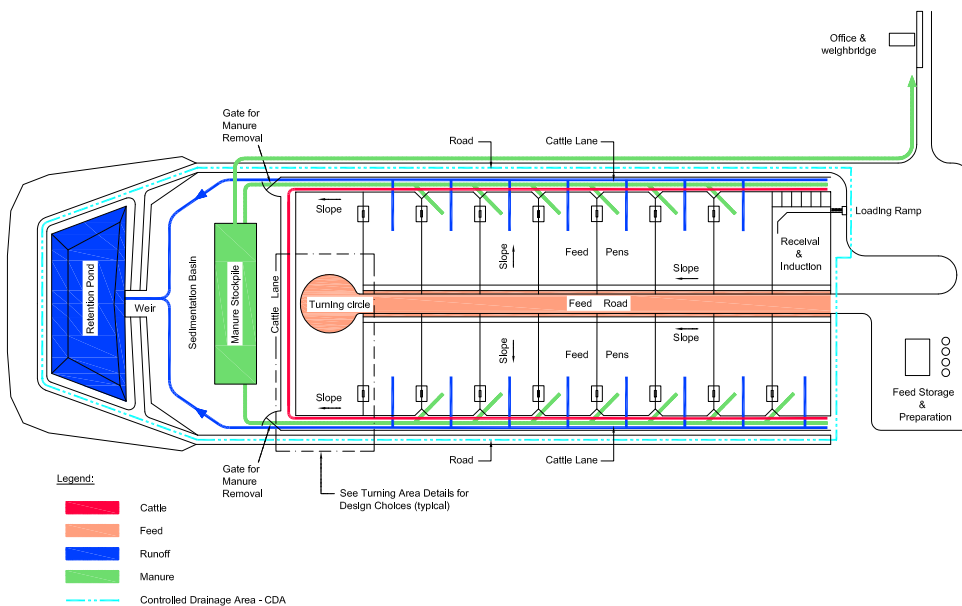 Office &
weighbridge
Gate for
Manure
Removal
Road
Cattle Lane
Slope
Loading Ramp
Receival
&
Induction
Slope
Feed Pens
Slope
Retention Pond
Weir
Sedimentation Basin
Manure Stockpile
Cattle Lane
Turning circle
Feed Road
Slope
Slope
Feed Pens
Slope
Feed Storage
&
Preparation
Gate for
Manure
Removal
Road
Cattle Lane
See Turning Area Details for
Design Choices (typical)
Legend:
Cattle
Feed
Runoff
Manure
Controlled Drainage Area - CDA